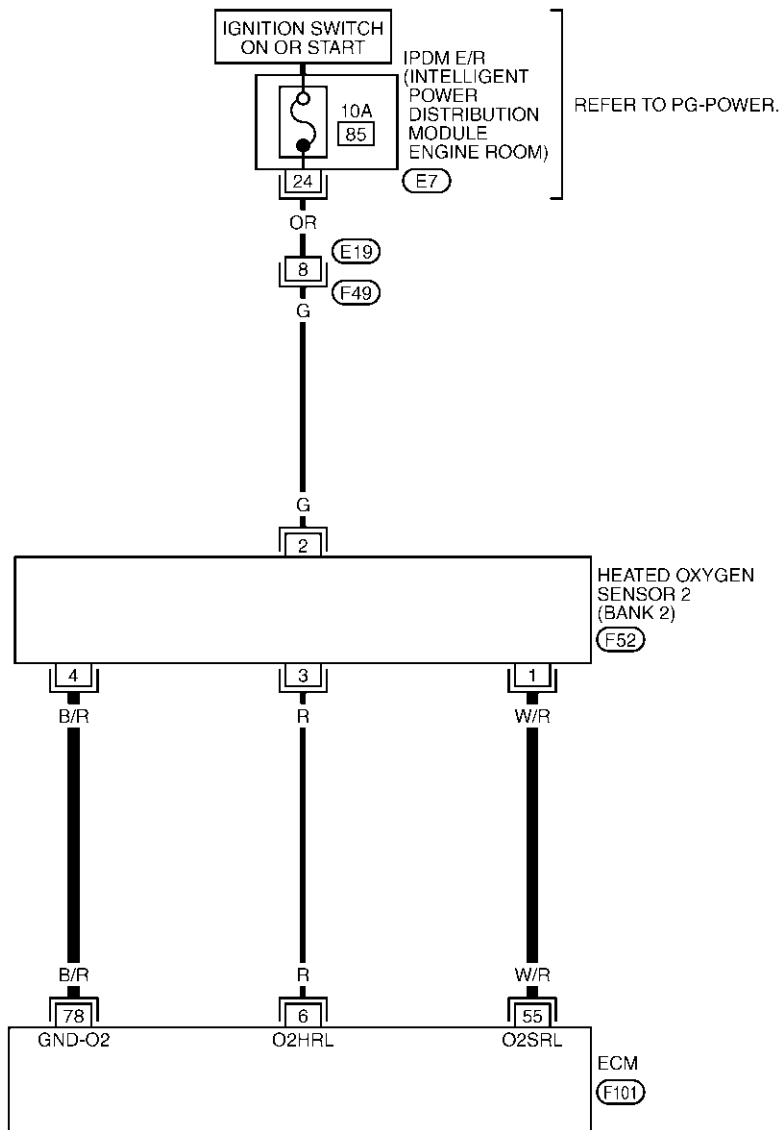 IGNITION SWITCH
ON OR START
IPDM E/R
(INTELLIGENT
POWER
DISTRIBUTION
MODULE
ENGINE ROOM)
REFER TO PG-POWER.
10A
85
24
E7
OR
8
E19
F49
G
G
2
HEATED OXYGEN
SENSOR 2
(BANK 2)
F52
4
3
1
B/R
R
W/R
B/R
R
W/R
78
6
55
GND-O2
O2HRL
O2SRL
ECM
F101